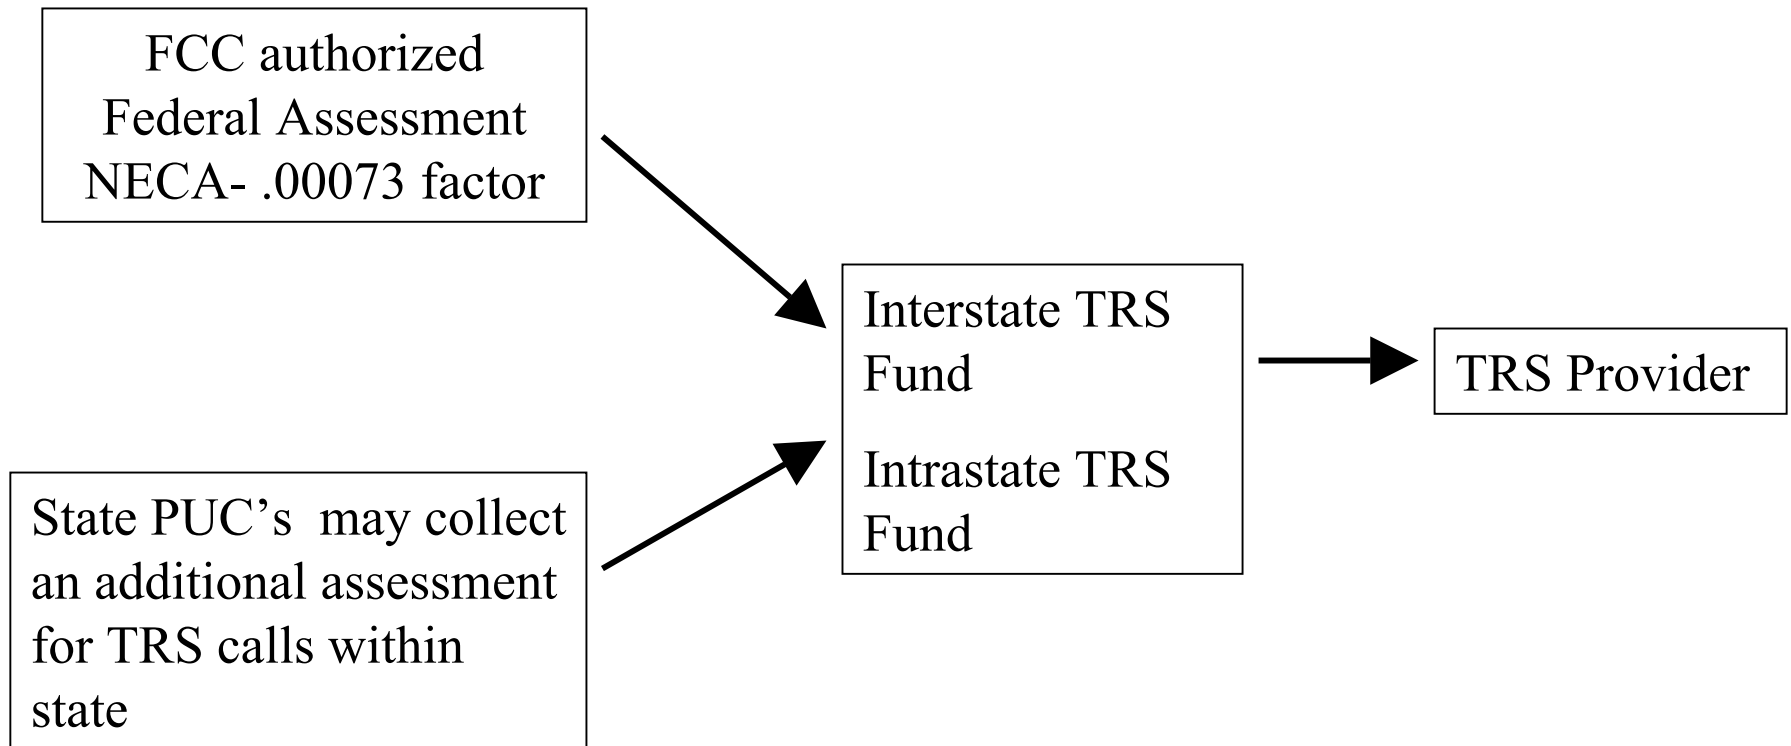 FCC authorized
Federal Assessment
NECA- .00073 factor
Interstate TRS
Fund
Intrastate TRS
Fund
TRS Provider
State PUC’s  may collect
an additional assessment
for TRS calls within
state